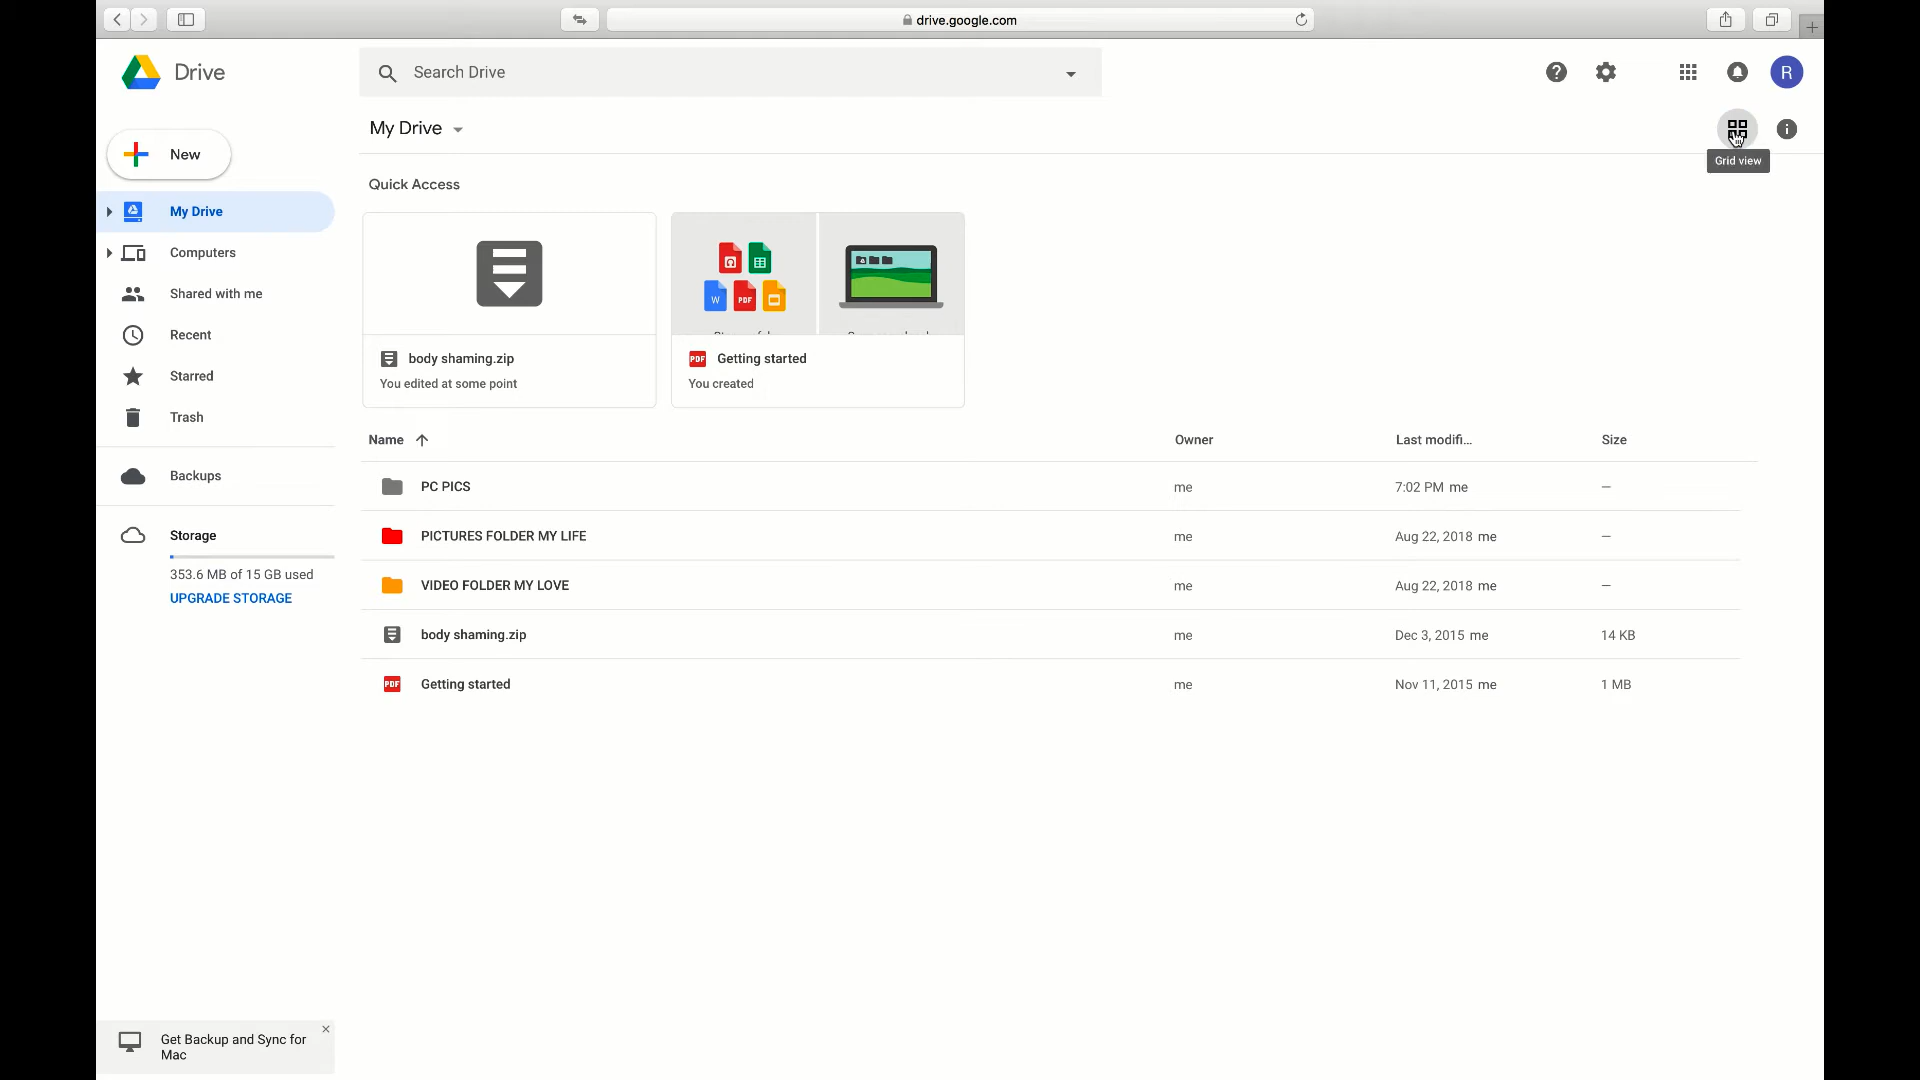 drive.google.com
Drive
Search Drive
R
My Drive
Grid view
New
Quick Access
My Drive
Computers
Shared with me
Recent
Starred
Trash
Backups
Storage
353.6 MB of 15 GB used
UPGRADE STORAGE
W
PDF
body shaming.zip
You edited at some point
PDF Getting started
You created
Name Owner Last modifi... Size
PC PICS me 7:02 PM me —
PICTURES FOLDER MY LIFE me Aug 22, 2018 me —
VIDEO FOLDER MY LOVE me Aug 22, 2018 me —
body shaming.zip me Dec 3, 2015 me 14 KB
PDF Getting started me Nov 11, 2015 me 1 MB
Get Backup and Sync for
Mac